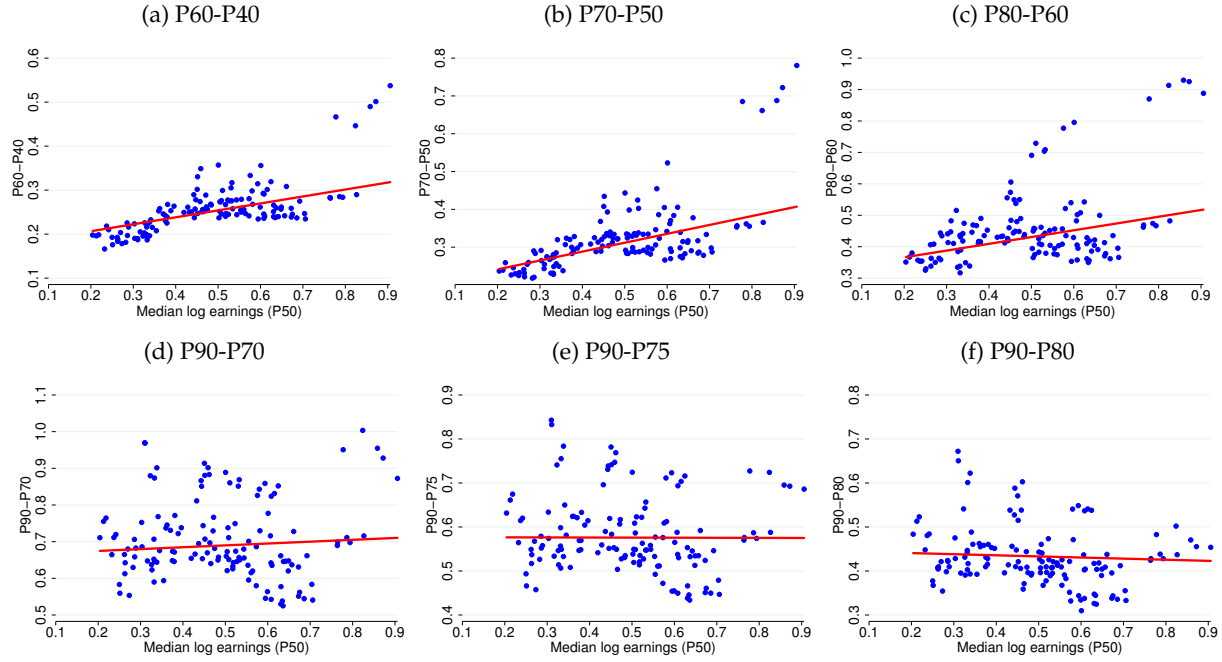 (a) P60-P40
(b) P70-P50
(c) P80-P60
P60−P40
0.1 0.2 0.3 0.4 0.5 0.6
0.1 0.2 0.3 0.4 0.5 0.6 0.7 0.8 0.9
Median log earnings (P50)
P70−P50
0.3 0.4 0.5 0.6 0.7 0.8
0.1 0.2 0.3 0.4 0.5 0.6 0.7 0.8 0.9
Median log earnings (P50)
P80−P60
0.3 0.4 0.5 0.6 0.7 0.8 0.9 1.0
0.1 0.2 0.3 0.4 0.5 0.6 0.7 0.8 0.9
Median log earnings (P50)
(d) P90-P70
(e) P90-P75
(f) P90-P80
P90−P70
0.5 0.6 0.7 0.8 0.9 1.0 1.1
0.1 0.2 0.3 0.4 0.5 0.6 0.7 0.8 0.9
Median log earnings (P50)
P90−P75
0.4 0.5 0.6 0.7 0.8 0.9
0.1 0.2 0.3 0.4 0.5 0.6 0.7 0.8 0.9
Median log earnings (P50)
P90−P80
0.3 0.4 0.5 0.6 0.7 0.8
0.1 0.2 0.3 0.4 0.5 0.6 0.7 0.8 0.9
Median log earnings (P50)